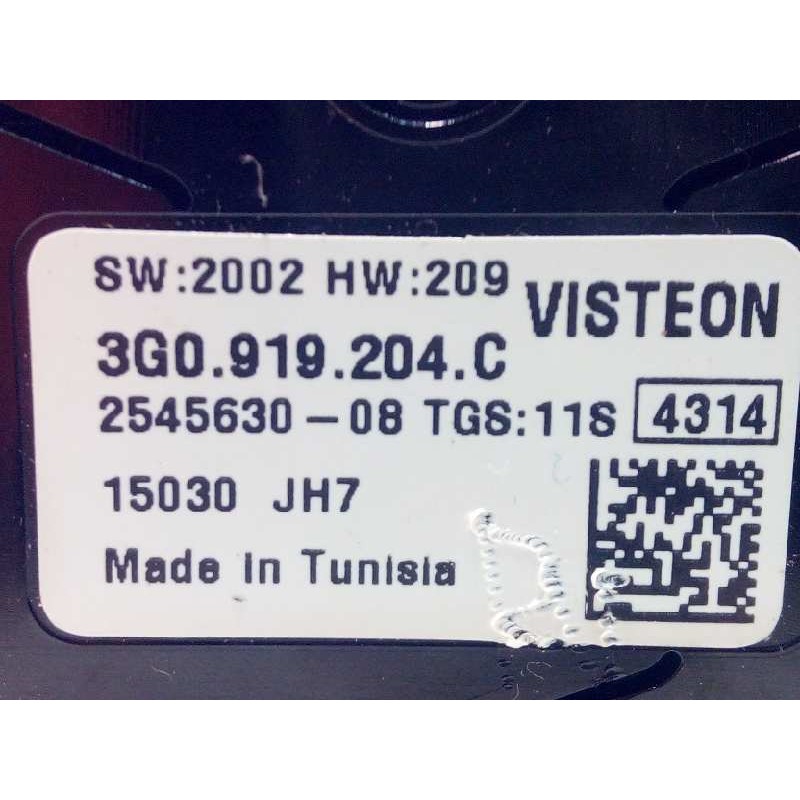 SW:2002 HW:209
VISTEON
3G0.919.204.C
2545630-08 TGS:11S 4314
15030 JH7
Made in Tunisia